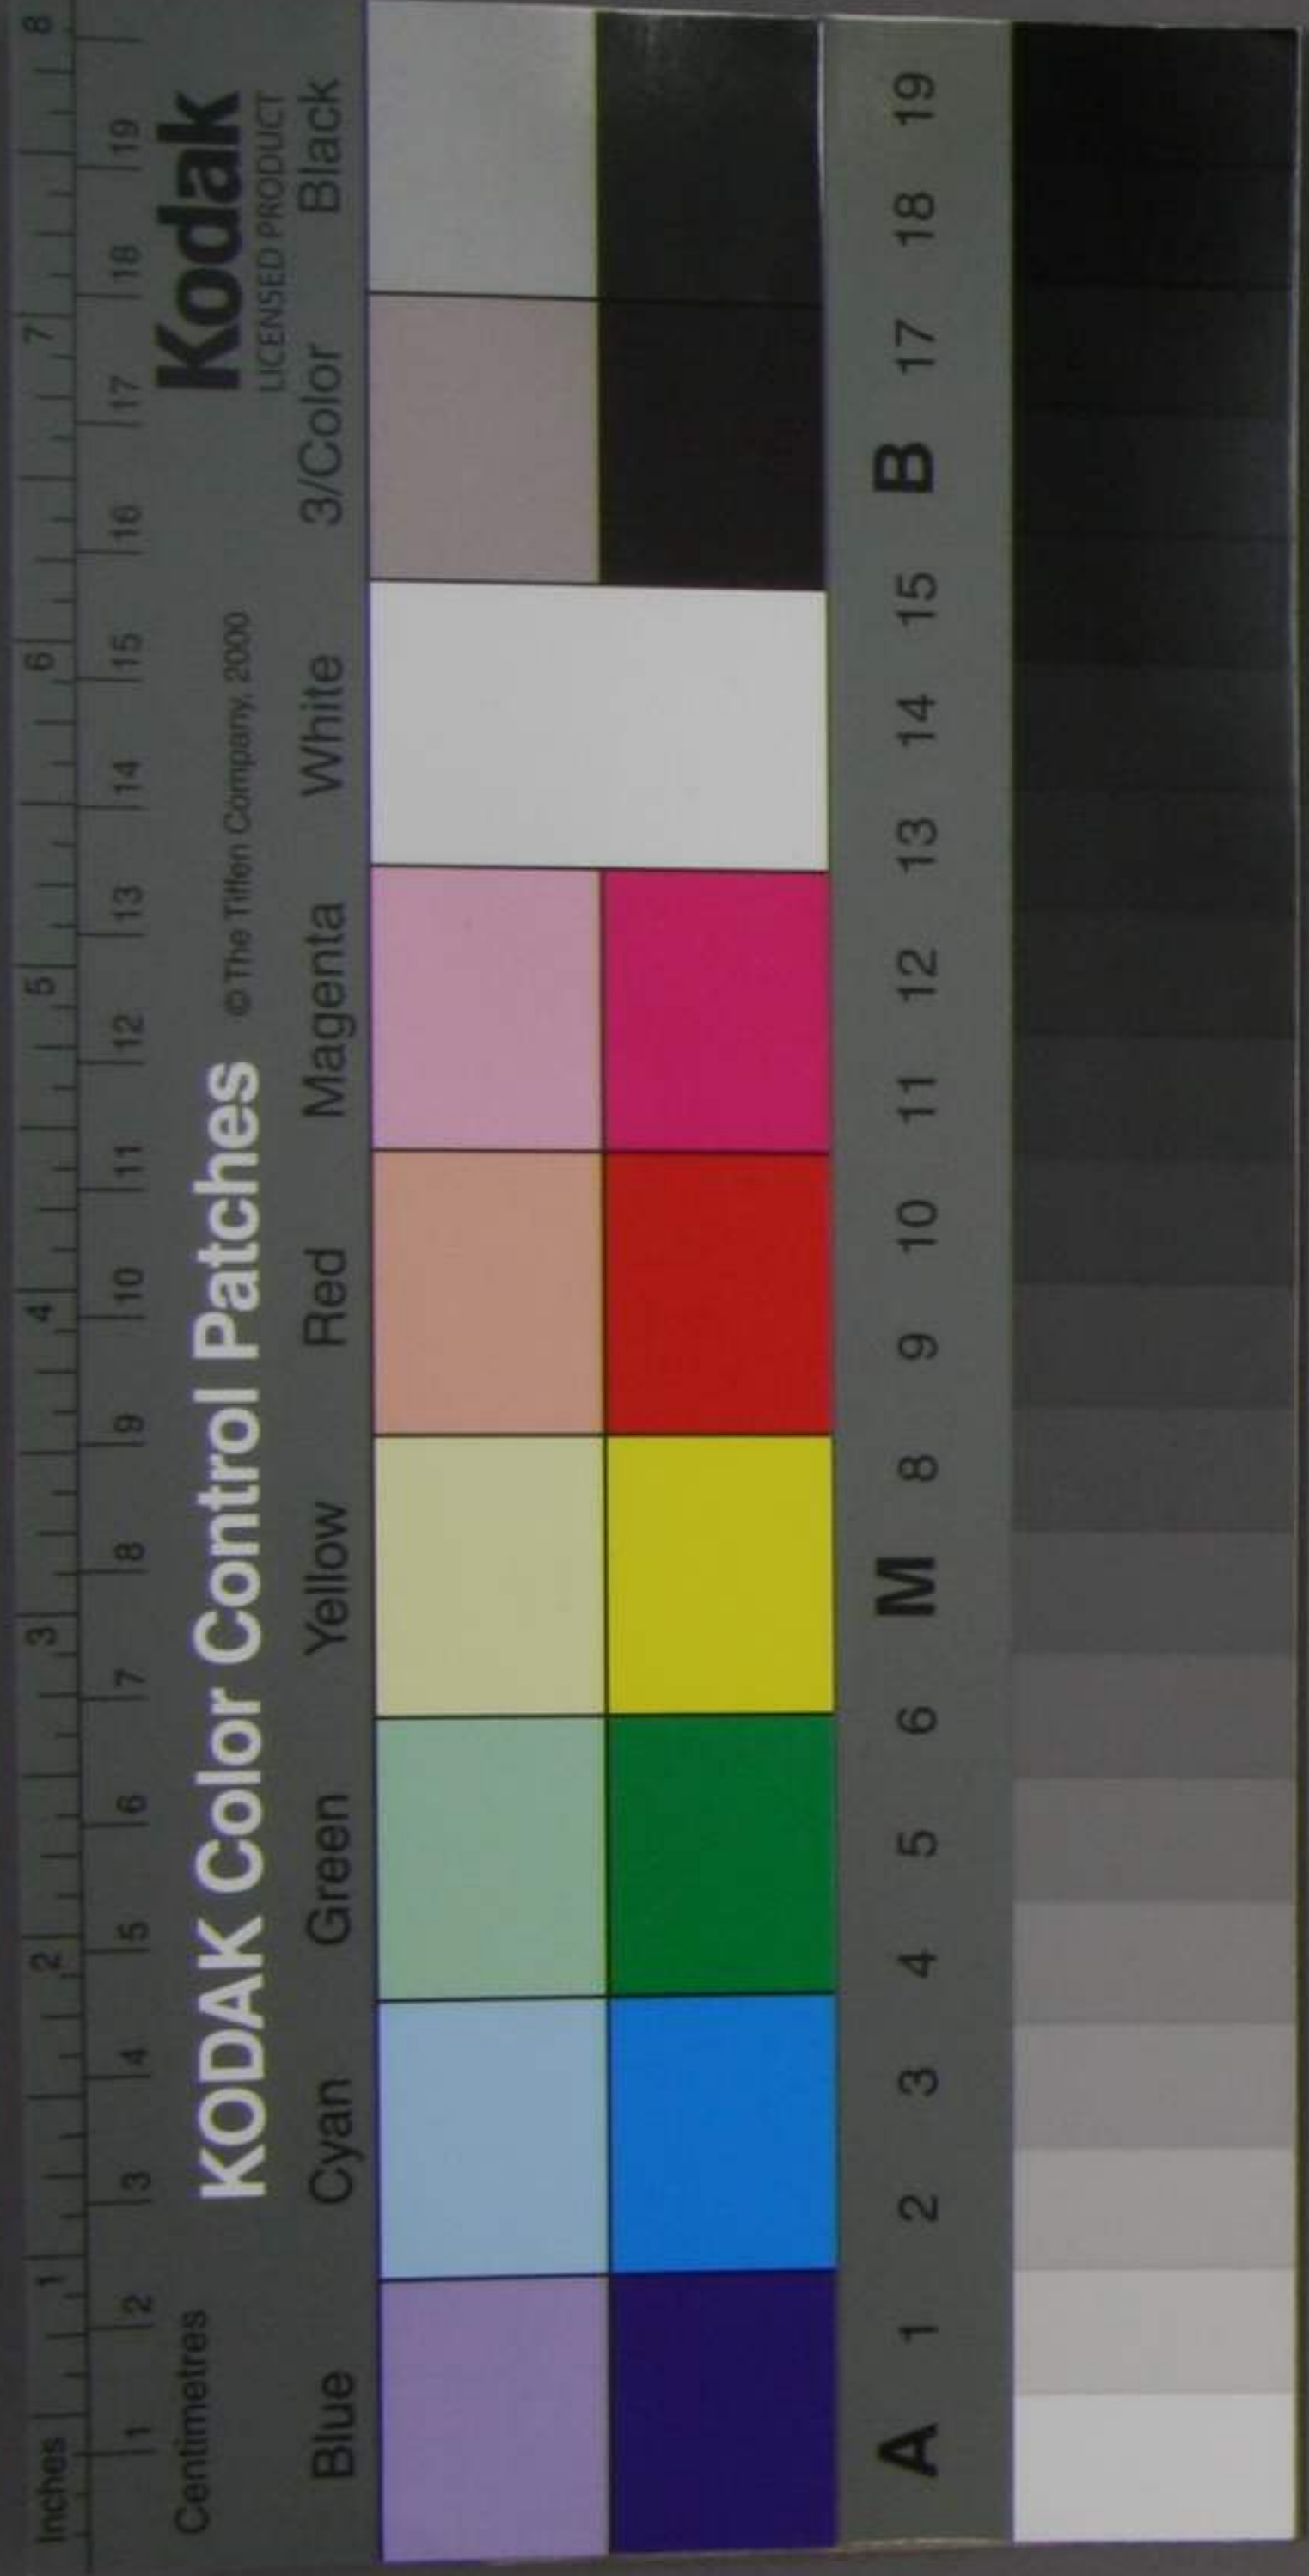 Inches 1 2 3 4 5 6 7 8
Centimetres 1 2 3 4 5 6 7 8 9 10 11 12 13 14 15 16 17 18 19
KODAK Color Control Patches © The Tiffen Company, 2000 Kodak
LICENSED PRODUCT
Blue Cyan Green Yellow Red Magenta White 3/Color Black
A 1 2 3 4 5 6 M 8 9 10 11 12 13 14 15 B 17 18 19